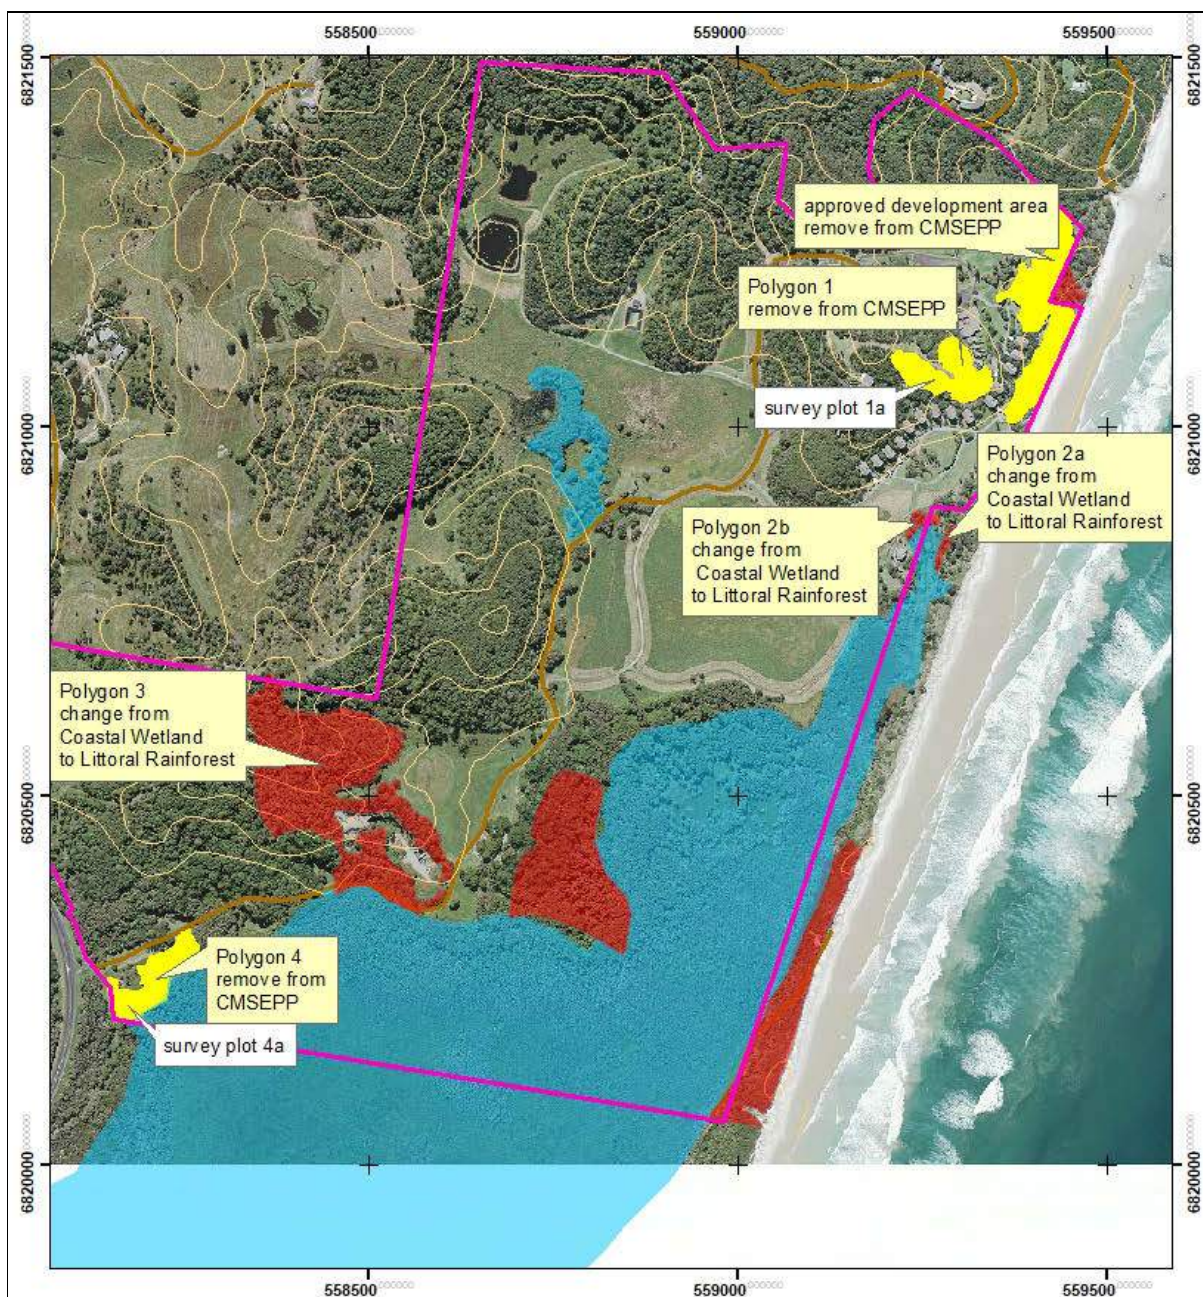 558500
559000
559500
6821500
6821500
approved development area
remove from CMSEPP
Polygon 1
remove from CMSEPP
survey plot 1a
6821000
6821000
Polygon 2a
change from
Coastal Wetland
to Littoral Rainforest
Polygon 2b
change from
Coastal Wetland
to Littoral Rainforest
Polygon 3
change from
Coastal Wetland
to Littoral Rainforest
6820500
6820500
Polygon 4
remove from
CMSEPP
survey plot 4a
6820000
6820000
558500
559000
559500